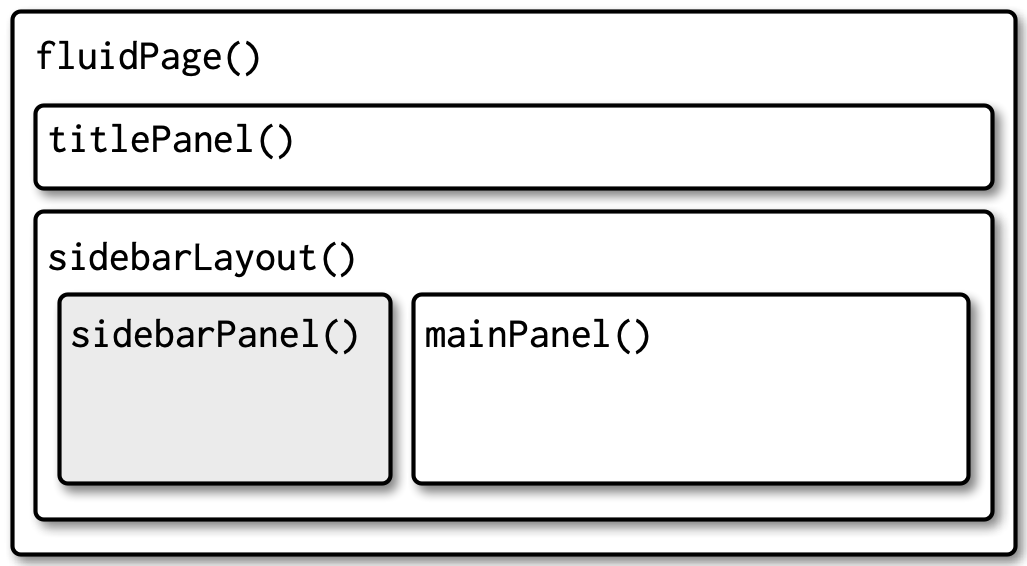 fluidPage()
titlePanel()
sidebarLayout()
sidebarPanel()
mainPanel()